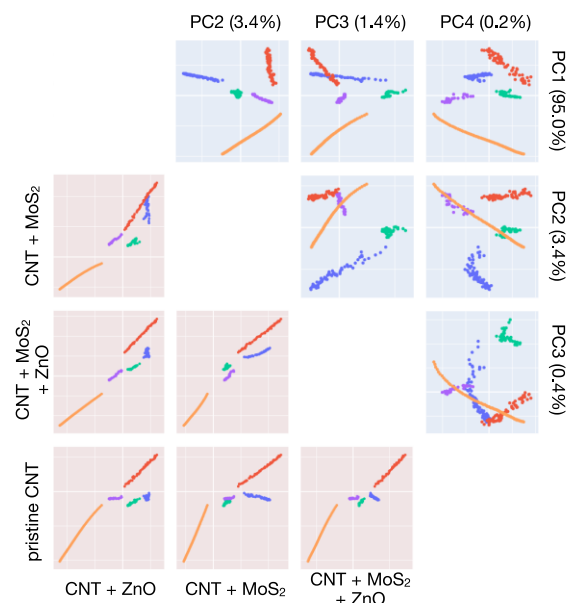 PC2 (3.4%)
PC3 (1.4%)
PC4 (0.2%)
PC1 (95.0%)
CNT + MoS₂
PC2 (3.4%)
CNT + MoS₂
+ ZnO
PC3 (0.4%)
pristine CNT
CNT + ZnO
CNT + MoS₂
CNT + MoS₂
+ ZnO